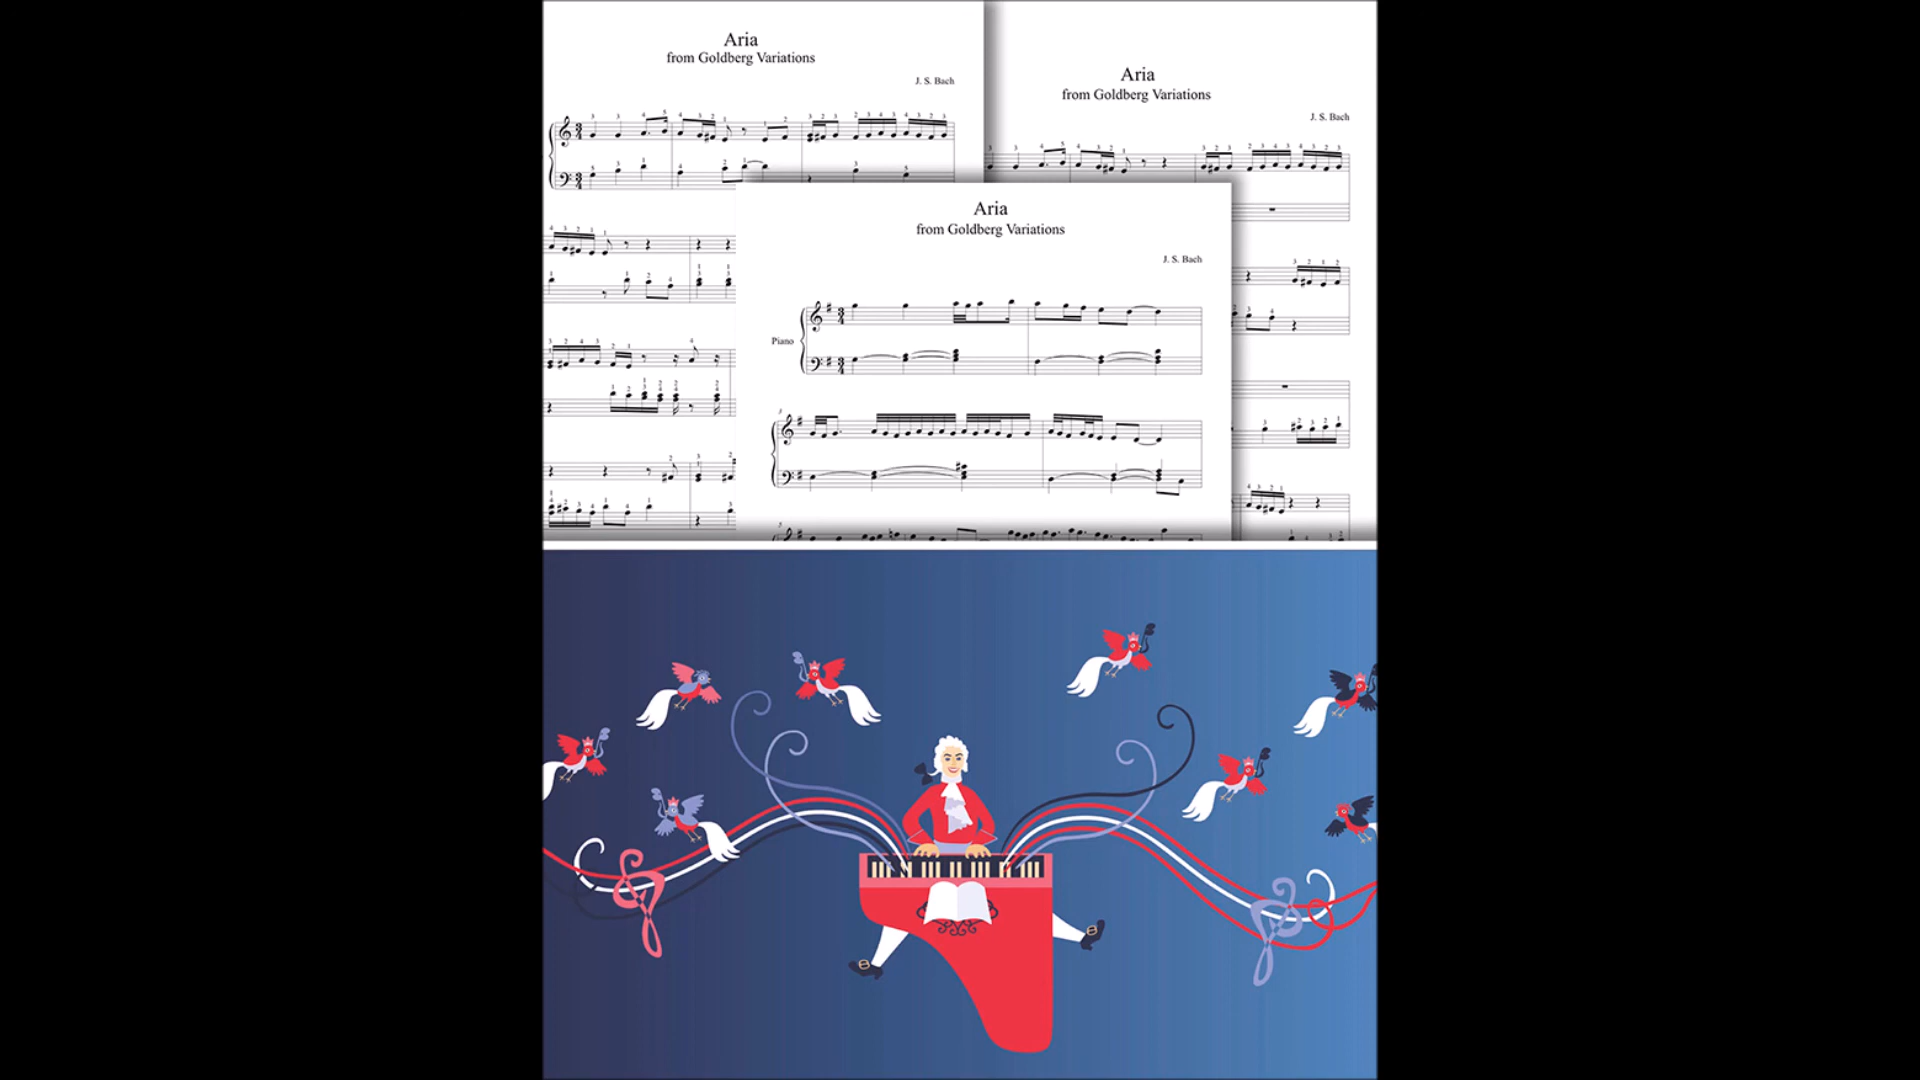 Aria
from Goldberg Variations
J. S. Bach
Aria
from Goldberg Variations
J. S. Bach
Aria
from Goldberg Variations
J. S. Bach
Piano